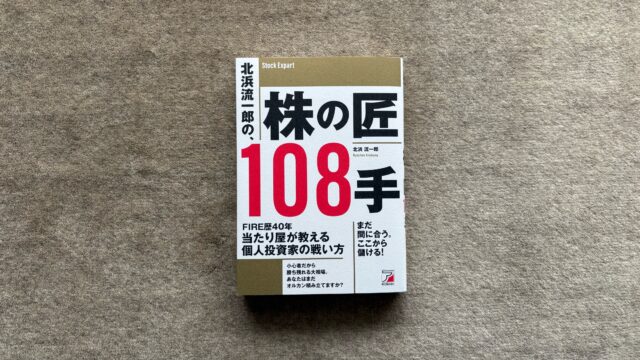 Stock Expert
北浜流一郎の、
株の匠
108手
北浜 流一郎
FIRE歴40年
当たり屋が教える
個人投資家の戦い方
まだ
間に合う。
ここから
儲ける!
小心者だから
勝ち残れる大相場、
あなたはまだ
オルカン積み立てますか?